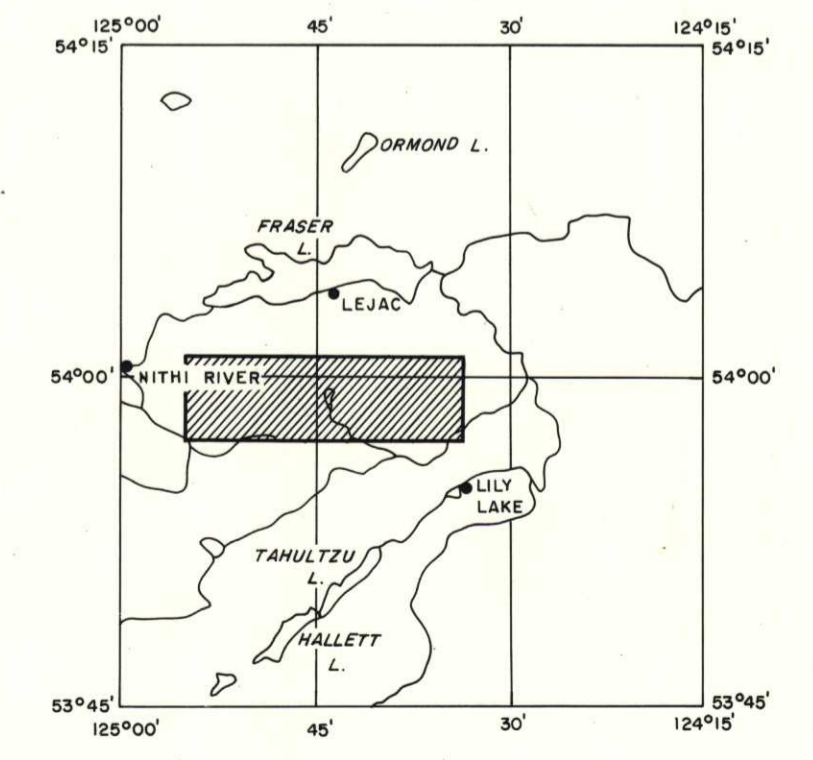 125°00' 45' 30' 124°15'
54°15' 54°15'
ORMOND L.
FRASER
L.
LEJAC
54°00' NITHI RIVER 54°00'
LILY
LAKE
TAHULTZU
L.
HALLETT
L.
53°45' 53°45'
125°00' 45' 30' 124°15'